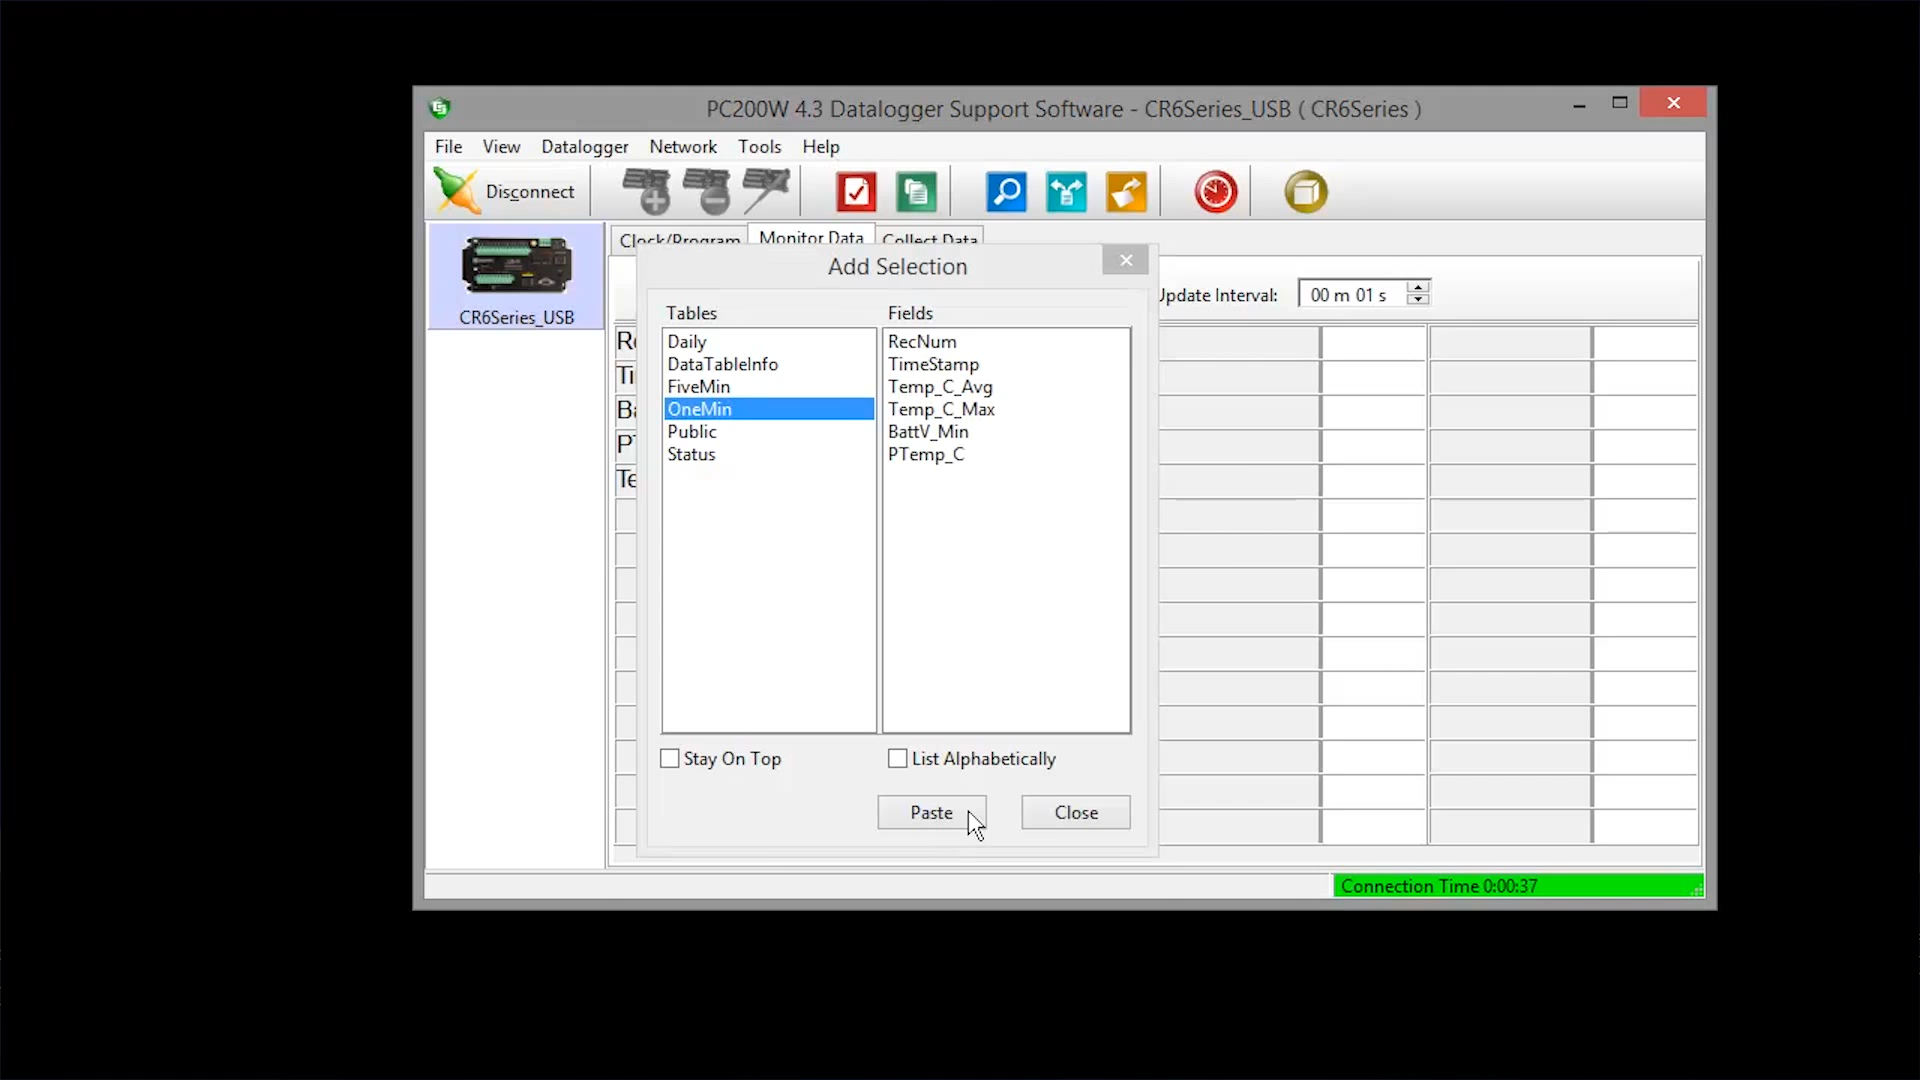 PC200W 4.3 Datalogger Support Software - CR6Series_USB ( CR6Series )
File View Datalogger Network Tools Help
Disconnect
Clock/Program Monitor Data Collect Data
CR6Series_USB
Add Selection
Update Interval: 00 m 01 s
Tables Fields
Daily RecNum
DataTableInfo TimeStamp
FiveMin Temp_C_Avg
OneMin Temp_C_Max
Public BattV_Min
Status PTemp_C
Stay On Top List Alphabetically
Paste Close
Connection Time 0:00:37